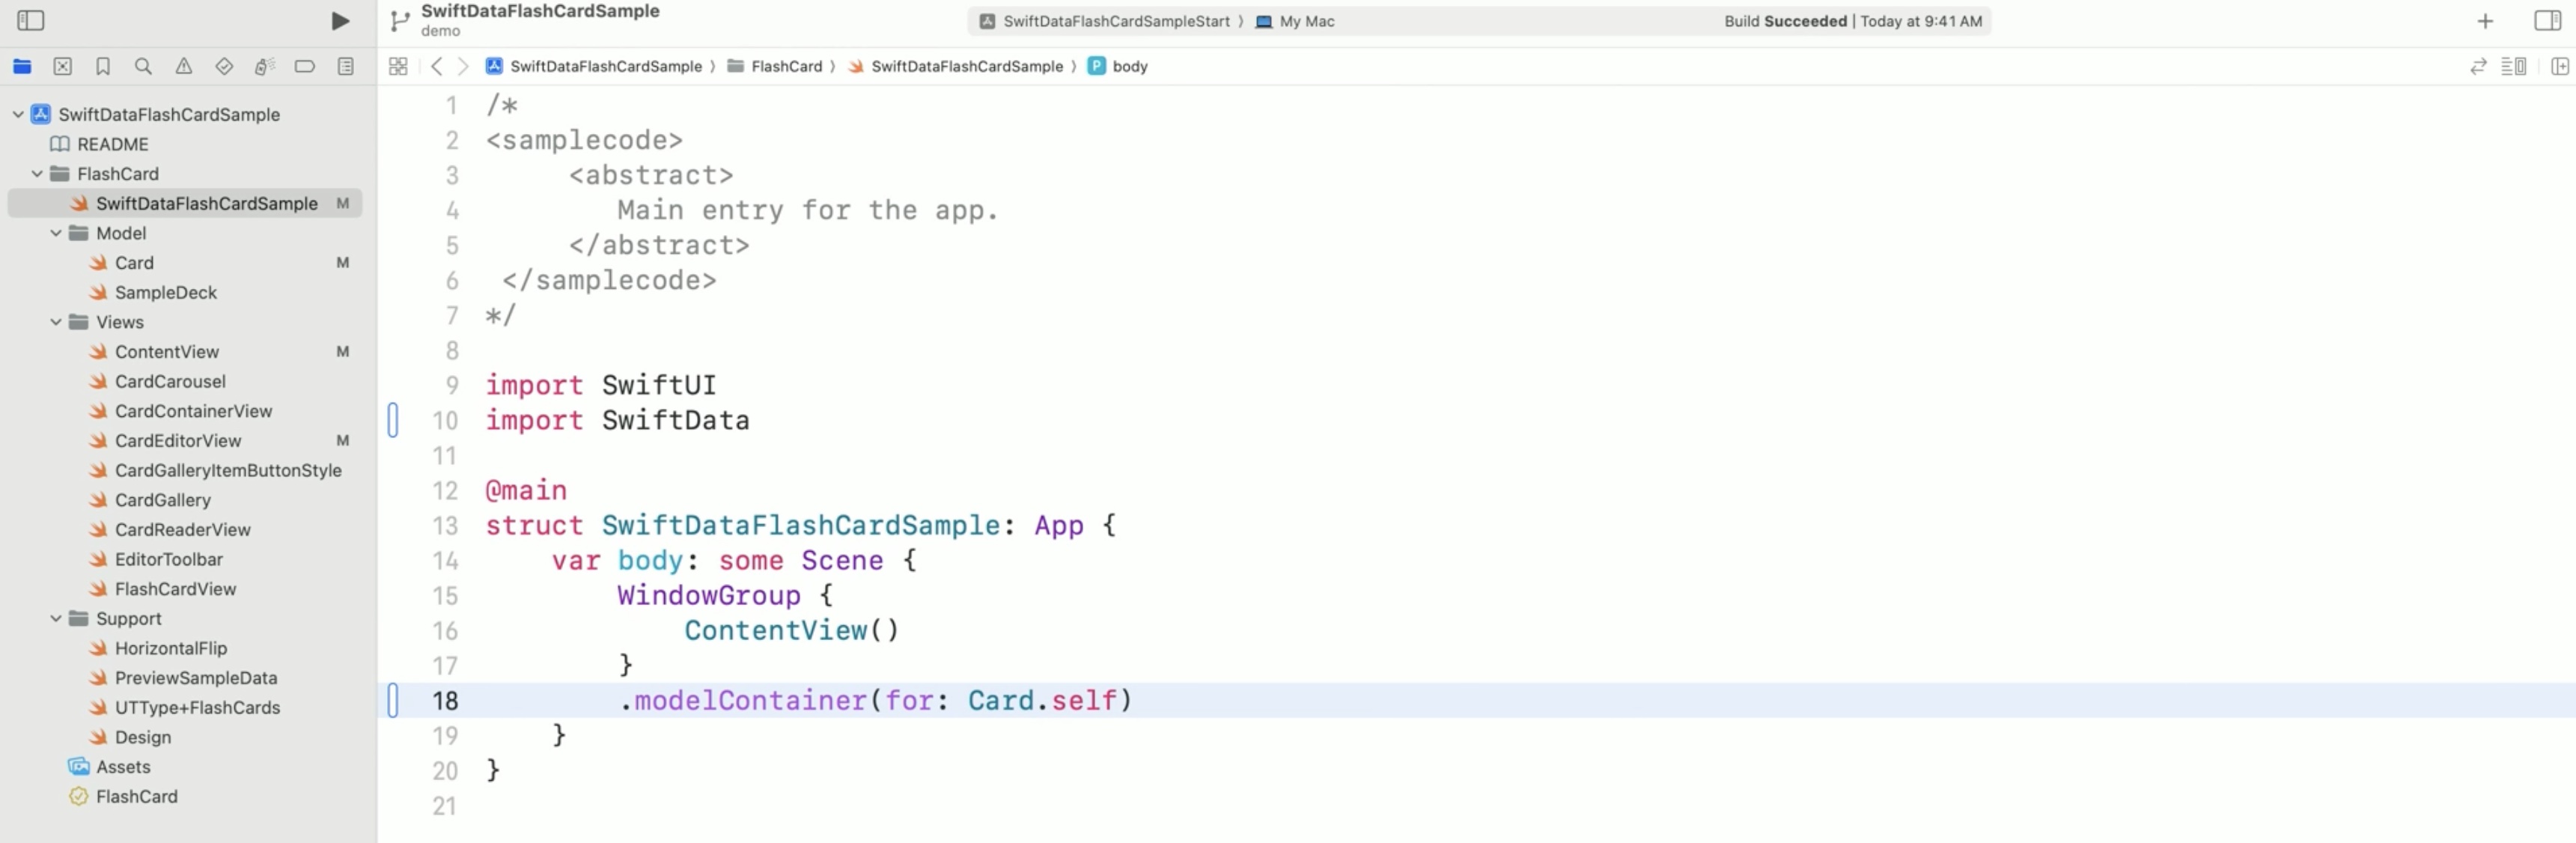 SwiftDataFlashCardSample
demo
SwiftDataFlashCardSampleStart 〉 My Mac
Build Succeeded | Today at 9:41 AM
SwiftDataFlashCardSample 〉 FlashCard 〉 SwiftDataFlashCardSample 〉 P body
SwiftDataFlashCardSample
README
FlashCard
SwiftDataFlashCardSample M
Model
Card M
SampleDeck
Views
ContentView M
CardCarousel
CardContainerView
CardEditorView M
CardGalleryItemButtonStyle
CardGallery
CardReaderView
EditorToolbar
FlashCardView
Support
HorizontalFlip
PreviewSampleData
UTType+FlashCards
Design
Assets
FlashCard
1 /*
2 <samplecode>
3 <abstract>
4 Main entry for the app.
5 </abstract>
6 </samplecode>
7 */
8
9 import SwiftUI
10 import SwiftData
11
12 @main
13 struct SwiftDataFlashCardSample: App {
14 var body: some Scene {
15 WindowGroup {
16 ContentView()
17 }
18 .modelContainer(for: Card.self)
19 }
20 }
21